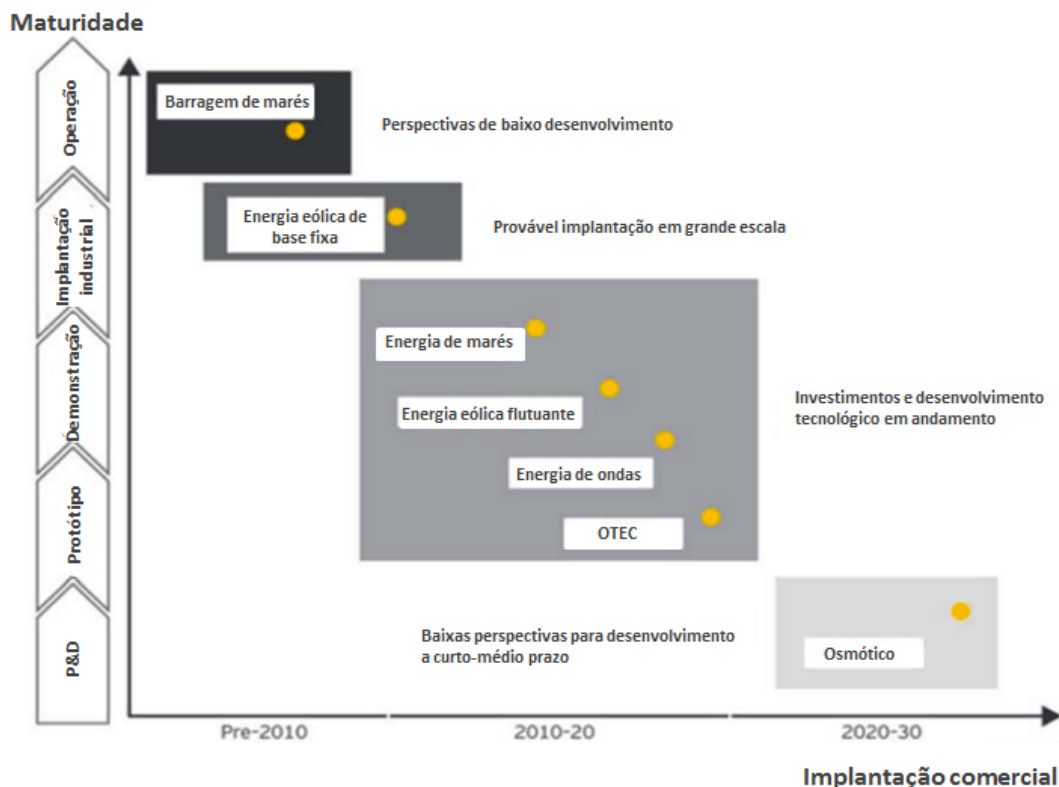 Maturidade
Operação
Implantação
industrial
Demonstração
Protótipo
P&D
Barragem de marés
Perspectivas de baixo desenvolvimento
Energia eólica de
base fixa
Provável implantação em grande escala
Energia de marés
Energia eólica flutuante
Energia de ondas
OTEC
Investimentos e desenvolvimento
tecnológico em andamento
Baixas perspectivas para desenvolvimento
a curto-médio prazo
Osmótico
Pre-2010
2010-20
2020-30
Implantação comercial